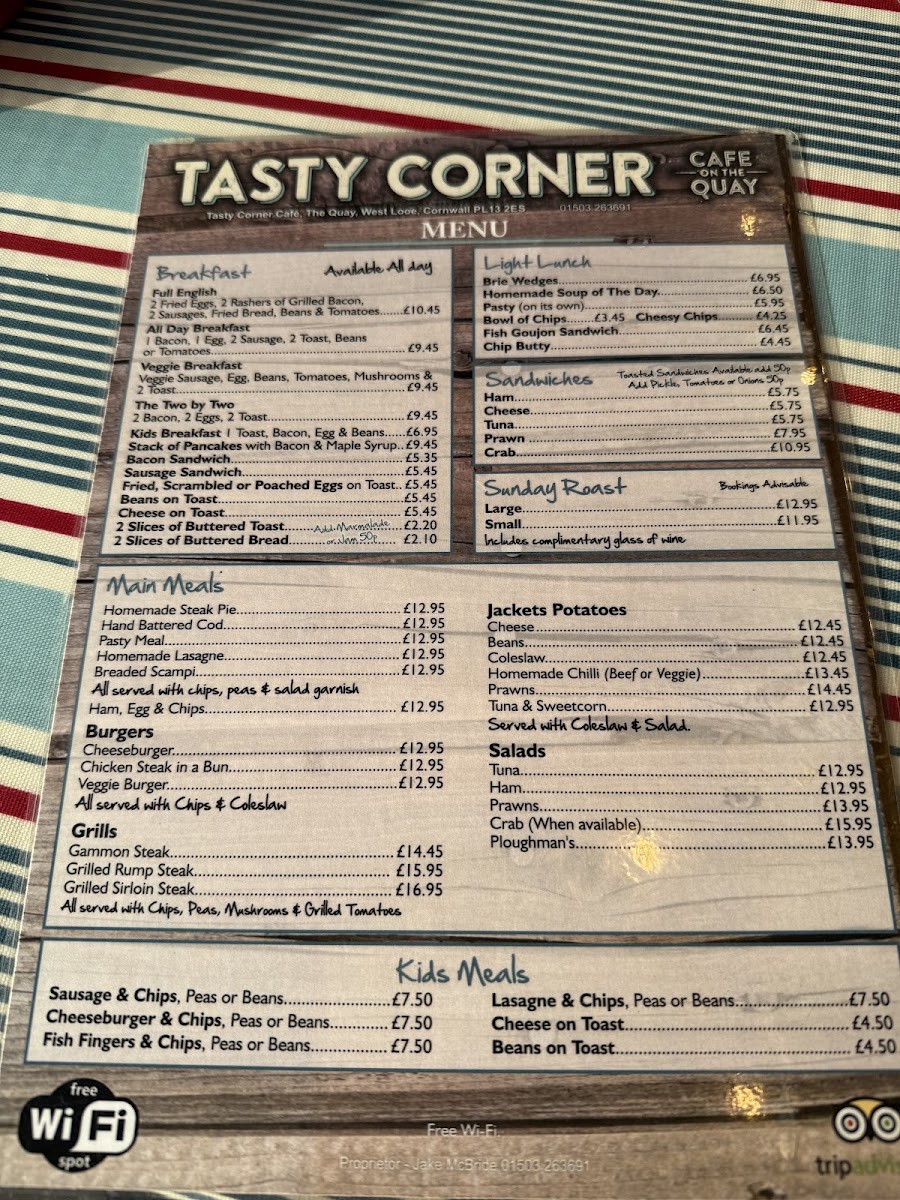 TASTY CORNER
CAFE
ON THE
QUAY
Tasty Corner Cafe, The Quay, West Looe, Cornwall PL13 2ES 01503 263691
MENU
Breakfast Available All day
Full English
2 Fried Eggs, 2 Rashers of Grilled Bacon,
2 Sausages, Fried Bread, Beans & Tomatoes......£10.45
All Day Breakfast
1 Bacon, 1 Egg, 2 Sausage, 2 Toast, Beans
or Tomatoes......£9.45
Veggie Breakfast
Veggie Sausage, Egg, Beans, Tomatoes, Mushrooms &
2 Toast......£9.45
The Two by Two
2 Bacon, 2 Eggs, 2 Toast......£9.45
Kids Breakfast 1 Toast, Bacon, Egg & Beans......£6.95
Stack of Pancakes with Bacon & Maple Syrup..£9.45
Bacon Sandwich......£5.35
Sausage Sandwich......£5.45
Fried, Scrambled or Poached Eggs on Toast..£5.45
Beans on Toast......£5.45
Cheese on Toast......£5.45
2 Slices of Buttered Toast......£2.20
2 Slices of Buttered Bread......£2.10
Add Marmalade
or Jam 50p
Light Lunch
Brie Wedges......£6.95
Homemade Soup of The Day......£6.50
Pasty (on its own)......£5.95
Bowl of Chips......£3.45 Cheesy Chips......£4.25
Fish Goujon Sandwich......£6.45
Chip Butty......£4.45
Sandwiches
Toasted Sandwiches Available add 50p
Add Pickle, Tomatoes or Onions 50p
Ham......£5.75
Cheese......£5.75
Tuna......£5.75
Prawn......£7.95
Crab......£10.95
Sunday Roast Bookings Advisable
Large......£12.95
Small......£11.95
Includes complimentary glass of wine
Main Meals
Homemade Steak Pie......£12.95
Hand Battered Cod......£12.95
Pasty Meal......£12.95
Homemade Lasagne......£12.95
Breaded Scampi......£12.95
All served with chips, peas & salad garnish
Ham, Egg & Chips......£12.95
Burgers
Cheeseburger......£12.95
Chicken Steak in a Bun......£12.95
Veggie Burger......£12.95
All served with Chips & Coleslaw
Grills
Gammon Steak......£14.45
Grilled Rump Steak......£15.95
Grilled Sirloin Steak......£16.95
All served with Chips, Peas, Mushrooms & Grilled Tomatoes
Jackets Potatoes
Cheese......£12.45
Beans......£12.45
Coleslaw......£12.45
Homemade Chilli (Beef or Veggie)......£13.45
Prawns......£14.45
Tuna & Sweetcorn......£12.95
Served with Coleslaw & Salad.
Salads
Tuna......£12.95
Ham......£12.95
Prawns......£13.95
Crab (When available)......£15.95
Ploughman's......£13.95
Kids Meals
Sausage & Chips, Peas or Beans......£7.50
Cheeseburger & Chips, Peas or Beans......£7.50
Fish Fingers & Chips, Peas or Beans......£7.50
Lasagne & Chips, Peas or Beans......£7.50
Cheese on Toast......£4.50
Beans on Toast......£4.50
free
Wi Fi
spot
Free Wi-Fi
Proprietor - Jake McBride 01503 263691
tripadvis